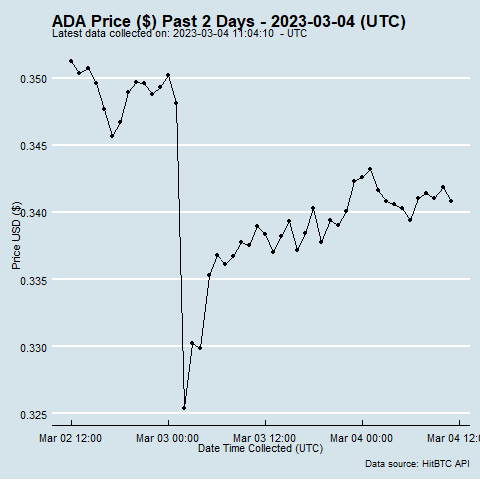 ADA Price ($) Past 2 Days - 2023-03-04 (UTC)
Latest data collected on: 2023-03-04 11:04:10 - UTC
Price USD ($)
0.350
0.345
0.340
0.335
0.330
0.325
Mar 02 12:00 Mar 03 00:00 Mar 03 12:00 Mar 04 00:00 Mar 04 12:
Date Time Collected (UTC)
Data source: HitBTC API